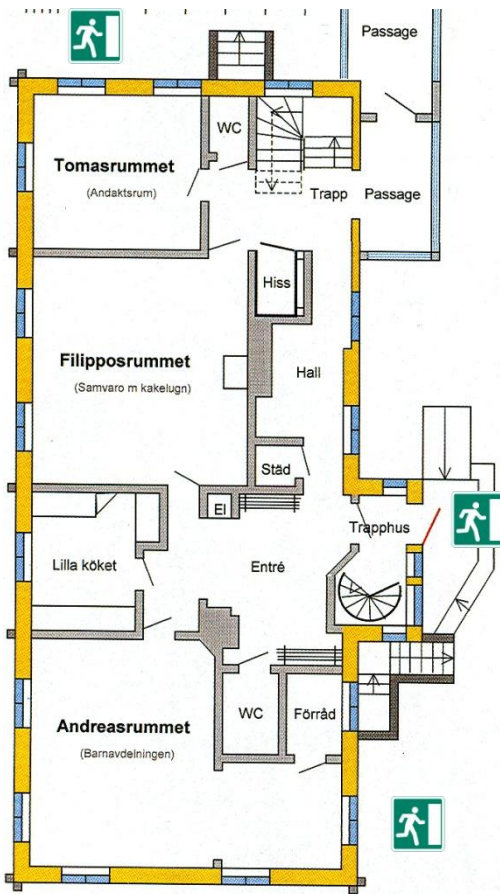 Passage
WC
Tomasrummet
(Andaktsrum)
Trapp
Passage
Hiss
Filipposrummet
(Samvaro m kakelugn)
Hall
Städ
El
Trapphus
Lilla köket
Entré
Andreasrummet
(Barnavdelningen)
WC
Förråd